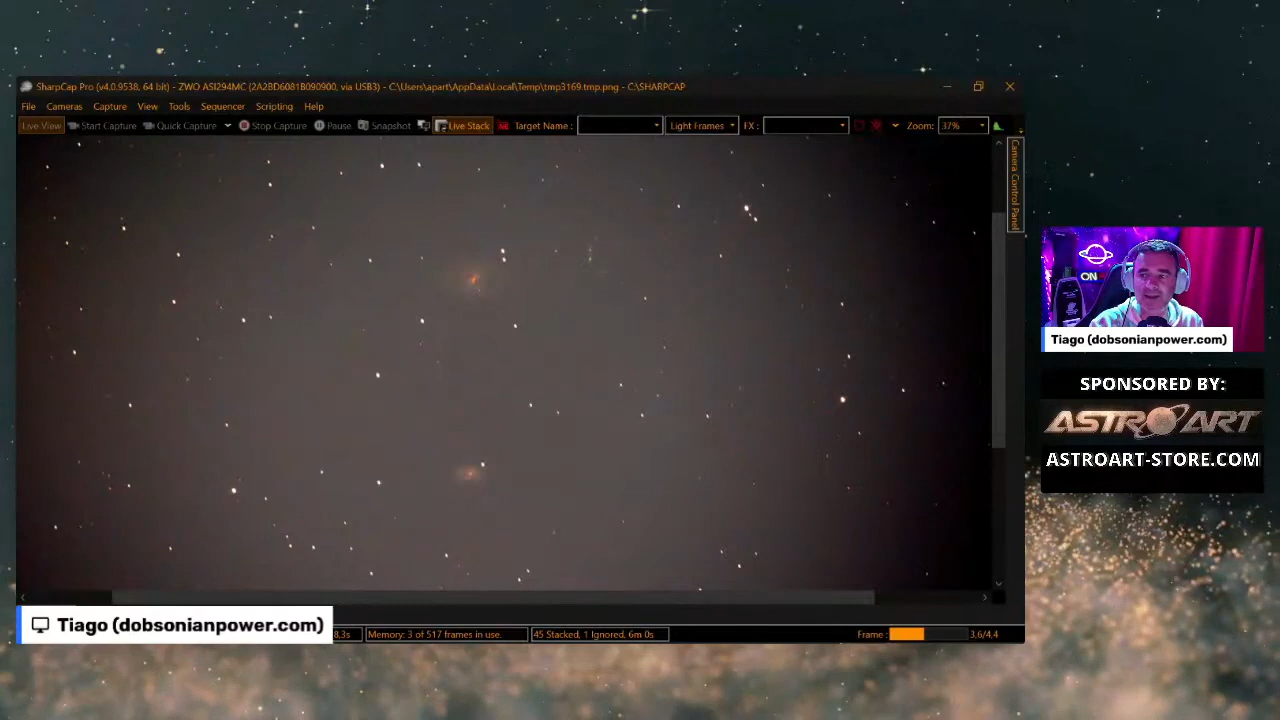 SharpCap Pro (v4.0.9538, 64 bit) - ZWO ASI294MC (2A2BD6081B090900, via USB3) - C:\Users\apart\AppData\Local\Temp\tmp3169.tmp.png - C:\SHARPCAP
File Cameras Capture View Tools Sequencer Scripting Help
Live View Start Capture Quick Capture Stop Capture Pause Snapshot Live Stack Target Name : Light Frames FX : Zoom: 37%
Camera Control Panel
ON
Tiago (dobsonianpower.com)
SPONSORED BY:
ASTROART
ASTROART-STORE.COM
Tiago (dobsonianpower.com)
8,3s Memory: 3 of 517 frames in use. 45 Stacked, 1 Ignored, 6m 0s Frame : 3,6/4,4